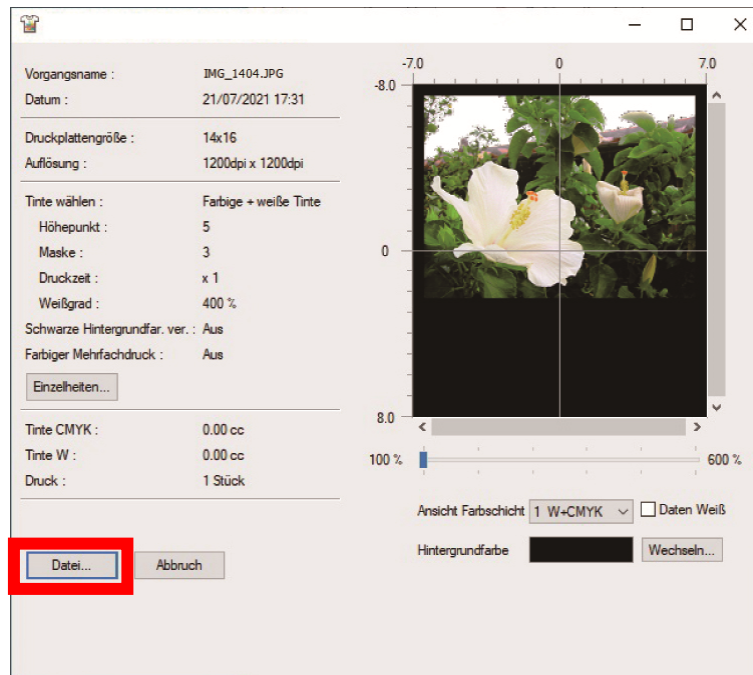 Vorgangsname : IMG_1404.JPG
Datum : 21/07/2021 17:31
Druckplattengröße : 14x16
Auflösung : 1200dpi x 1200dpi
Tinte wählen : Farbige + weiße Tinte
Höhepunkt : 5
Maske : 3
Druckzeit : x 1
Weißgrad : 400 %
Schwarze Hintergrundfar. ver. : Aus
Farbiger Mehrfachdruck : Aus
Einzelheiten...
Tinte CMYK : 0.00 cc
Tinte W : 0.00 cc
Druck : 1 Stück
Datei... Abbruch
-7.0 0 7.0
-8.0
0
8.0
100 % 600 %
Ansicht Farbschicht 1 W+CMYK Daten Weiß
Hintergrundfarbe Wechseln...